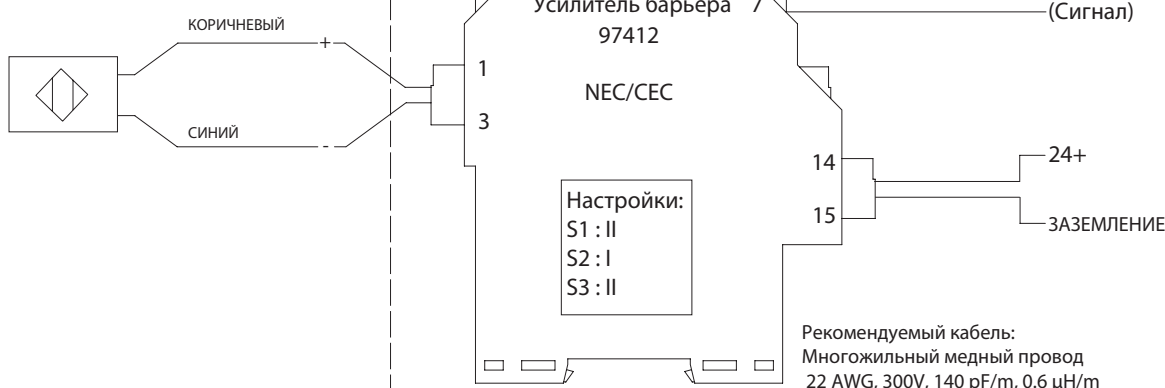 Усилитель барьера 7
(Сигнал)
97412
КОРИЧНЕВЫЙ
+
1
NEC/CEC
3
СИНИЙ
-
14
24+
15
ЗАЗЕМЛЕНИЕ
Настройки:
S1 : II
S2 : I
S3 : II
Рекомендуемый кабель:
Многожильный медный провод
22 AWG, 300V, 140 pF/m, 0.6 µH/m